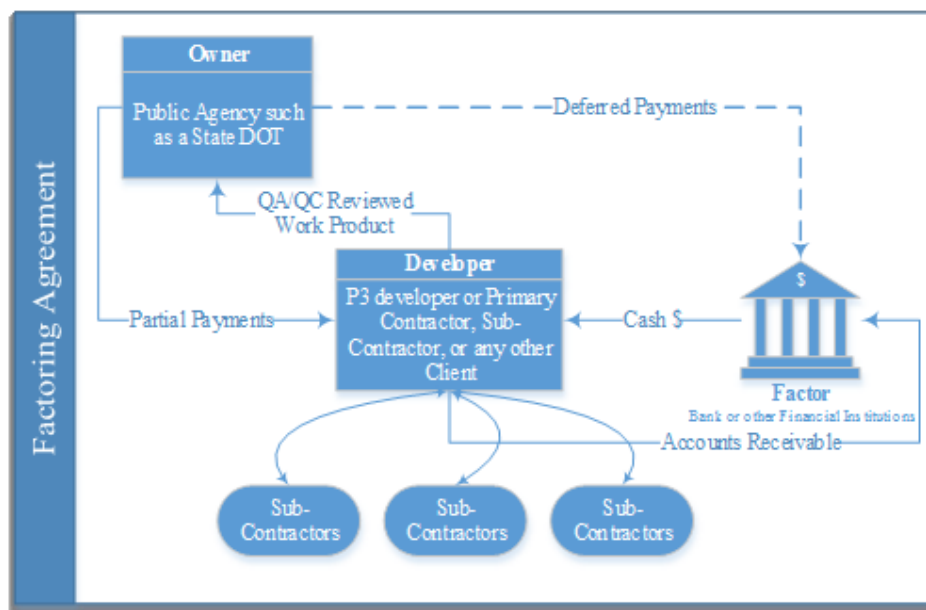 Factoring Agreement
Owner
Public Agency such
as a State DOT
Deferred Payments
QA/QC Reviewed
Work Product
Developer
P3 developer or Primary
Contractor, Sub-
Contractor, or any other
Client
Partial Payments
Cash $
$
Factor
Bank or other Financial Institutions
Accounts Receivable
Sub-
Contractors
Sub-
Contractors
Sub-
Contractors